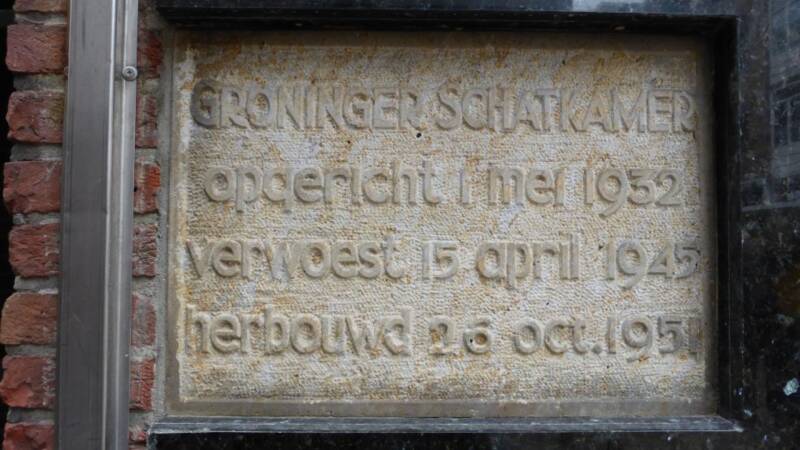 GRONINGER SCHATKAMER
opgericht 1 mei 1932
verwoest 15 april 1945
herbouwd 26 oct. 1951